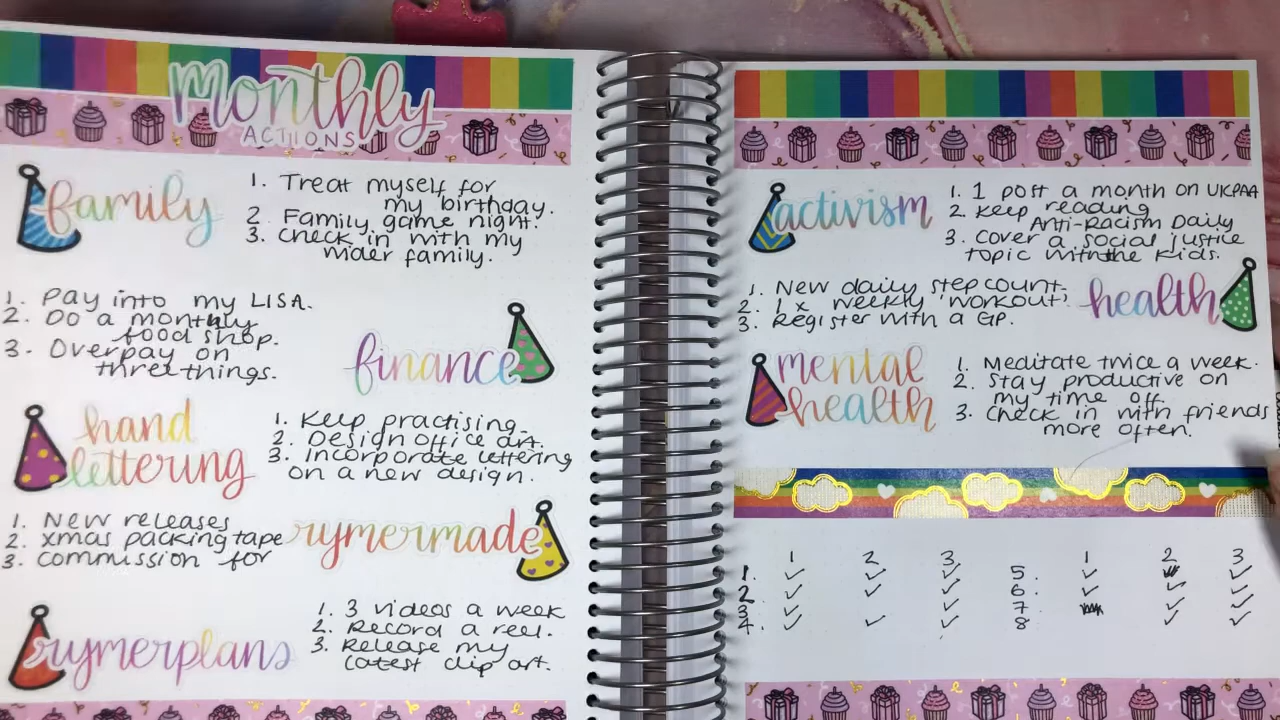 monthly
ACTIONS
family
1. Treat myself for
my birthday.
2. Family game night.
3. Check in with my
wider family.
1. Pay into my LISA.
2. Do a monthly
food shop.
3. Overpay on
three things.
finance
hand
lettering
1. Keep practising.
2. Design office art.
3. Incorporate lettering
on a new design.
1. New releases
2. xmas packing tape
3. commission for
rymermade
rymerplans
1. 3 videos a week
2. Record a reel.
3. Release my
latest clip art.
activism
1. 1 post a month on UKPAA
2. Keep reading
Anti-Racism Daily
3. Cover a social justice
topic with the kids.
1. New daily step count.
2. 1x weekly 'workout'
3. Register with a GP.
health
mental
health
1. Meditate twice a week.
2. Stay productive on
my time off.
3. Check in with friends
more often.
1 2 3 1 2 3
1. ✓ ✓ ✓ 5. ✓ ✓
2. ✓ ✓ ✓ 6. ✓ ✓ ✓
3. ✓ ✓ 7. ✓ ✓
4. ✓ ✓ ✓ 8 ✓ ✓